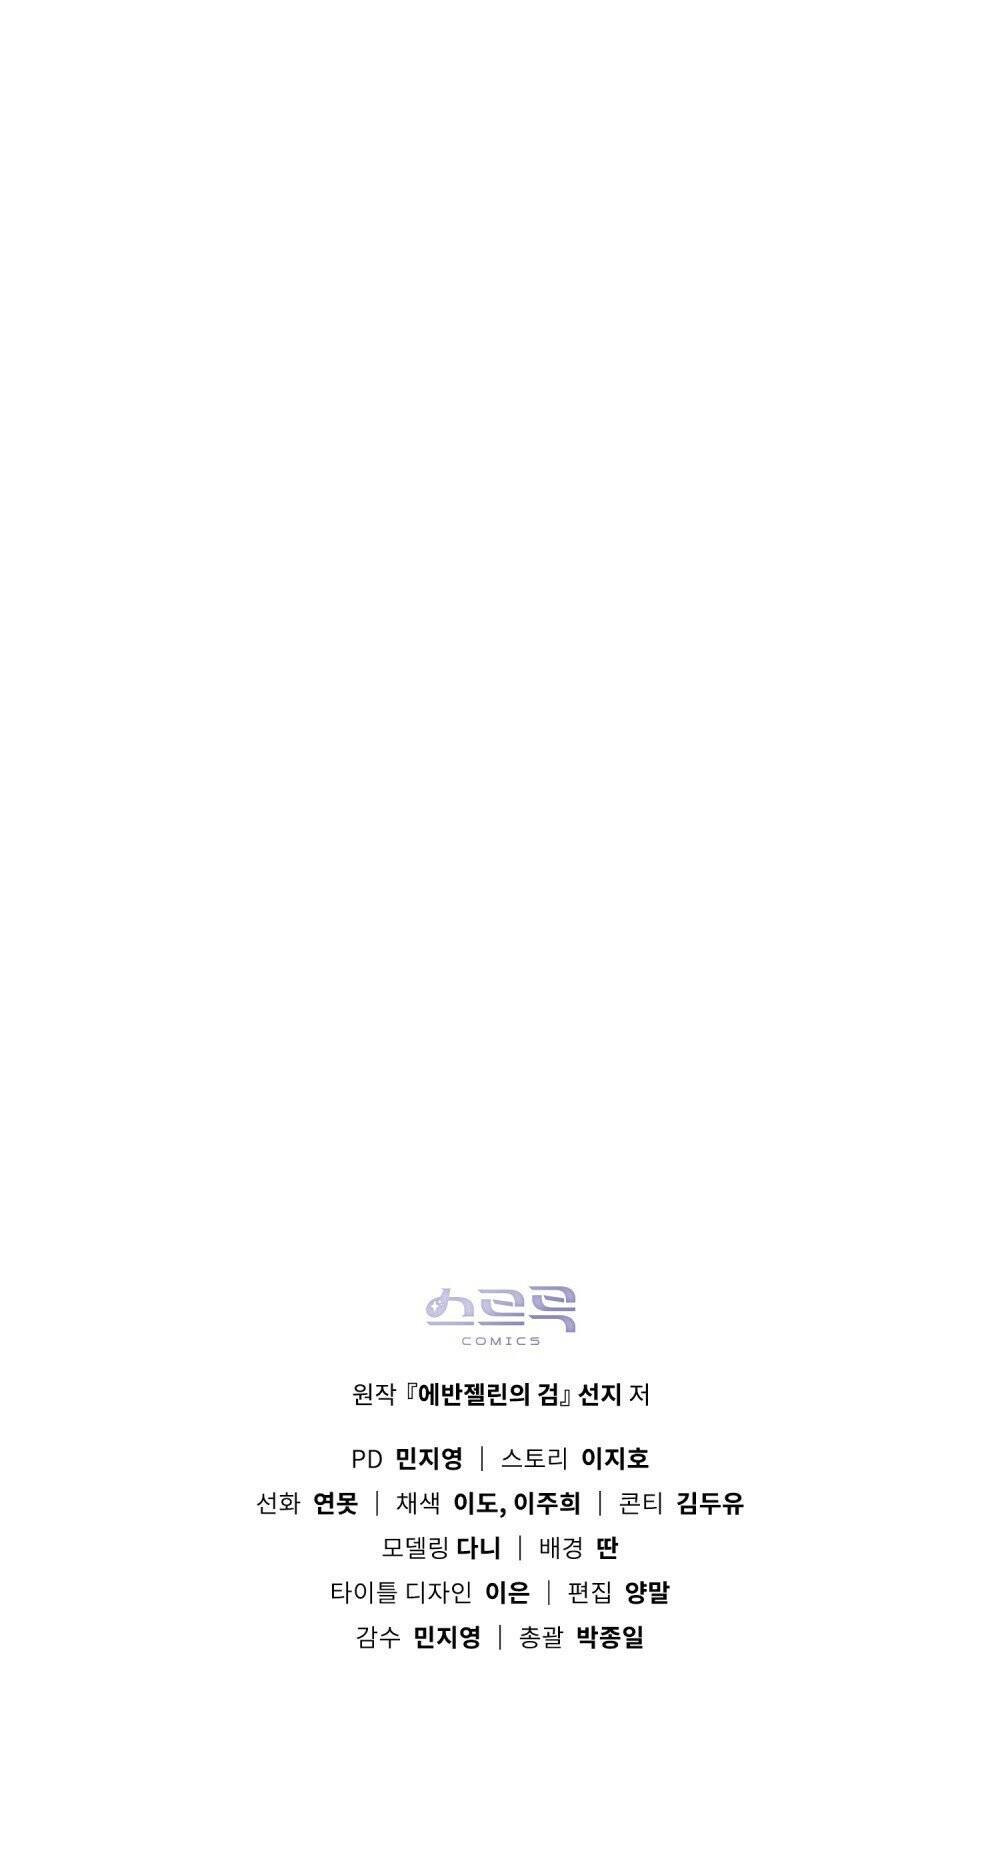 스르륵
COMICS
원작 『에반젤린의 검』 선지 저
PD 민지영 | 스토리 이지호
선화 연못 | 채색 이도, 이주희 | 콘티 김두유
모델링 다니 | 배경 딴
타이틀 디자인 이은 | 편집 양말
감수 민지영 | 총괄 박종일